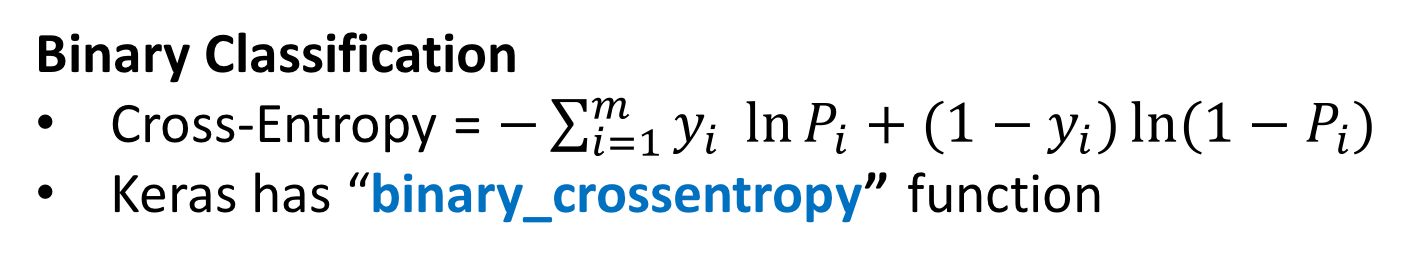 Binary Classification
• Cross-Entropy = − ∑ᵢ₌₁ᵐ yᵢ ln Pᵢ + (1 − yᵢ) ln(1 − Pᵢ)
• Keras has “binary_crossentropy” function